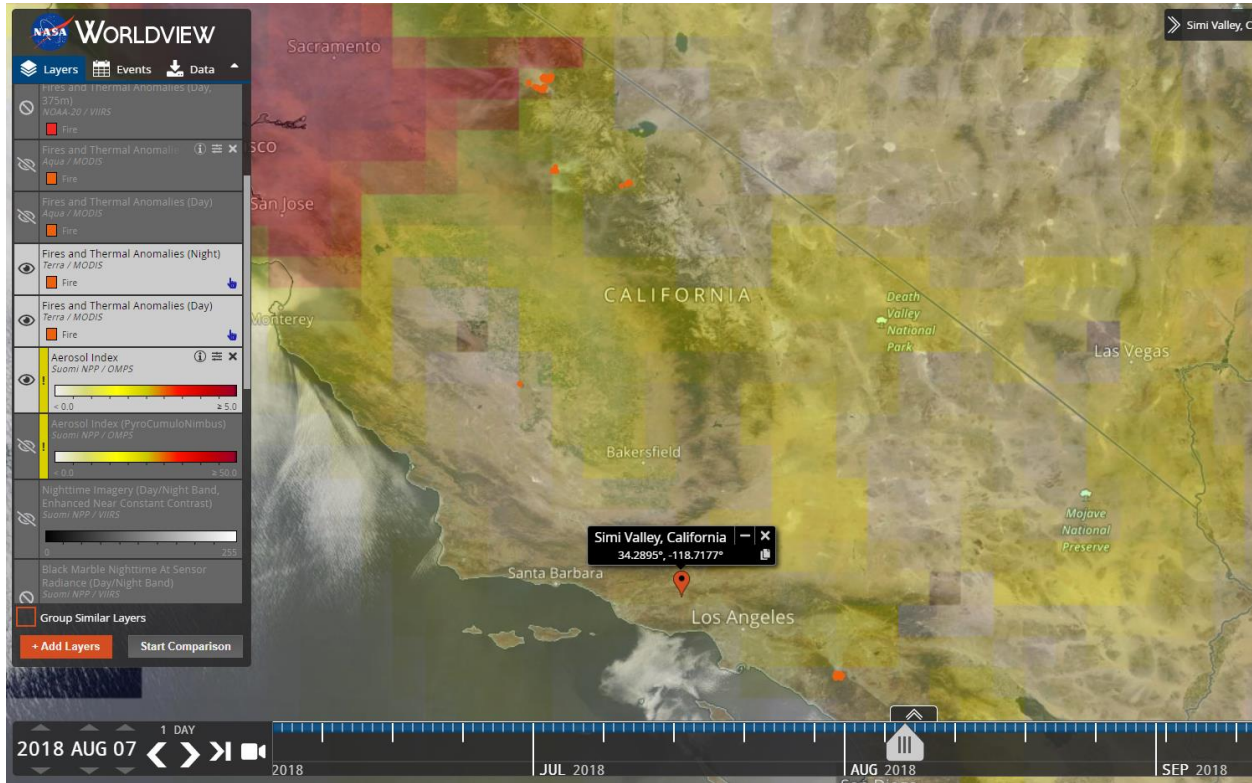 NASA WORLDVIEW
Layers Events Data
Fires and Thermal Anomalies (Day,
375m)
NOAA-20 / VIIRS
Fire
Fires and Thermal Anomalie
Aqua / MODIS
Fire
Fires and Thermal Anomalies (Day)
Aqua / MODIS
Fire
Fires and Thermal Anomalies (Night)
Terra / MODIS
Fire
Fires and Thermal Anomalies (Day)
Terra / MODIS
Fire
Aerosol Index
Suomi NPP / OMPS
< 0.0 ≥ 5.0
Aerosol Index (PyroCumuloNimbus)
Suomi NPP / OMPS
< 0.0 ≥ 50.0
Nighttime Imagery (Day/Night Band,
Enhanced Near Constant Contrast)
Suomi NPP / VIIRS
0 255
Black Marble Nighttime At Sensor
Radiance (Day/Night Band)
Suomi NPP / VIIRS
Group Similar Layers
+ Add Layers Start Comparison
Simi Valley, C
Sacramento
SCO
San Jose
Monterey
CALIFORNIA
Death
Valley
National
Park
Las Vegas
Bakersfield
Mojave
National
Preserve
Simi Valley, California
34.2895°, -118.7177°
Santa Barbara
Los Angeles
1 DAY
2018 AUG 07
2018 JUL 2018 AUG 2018 SEP 2018